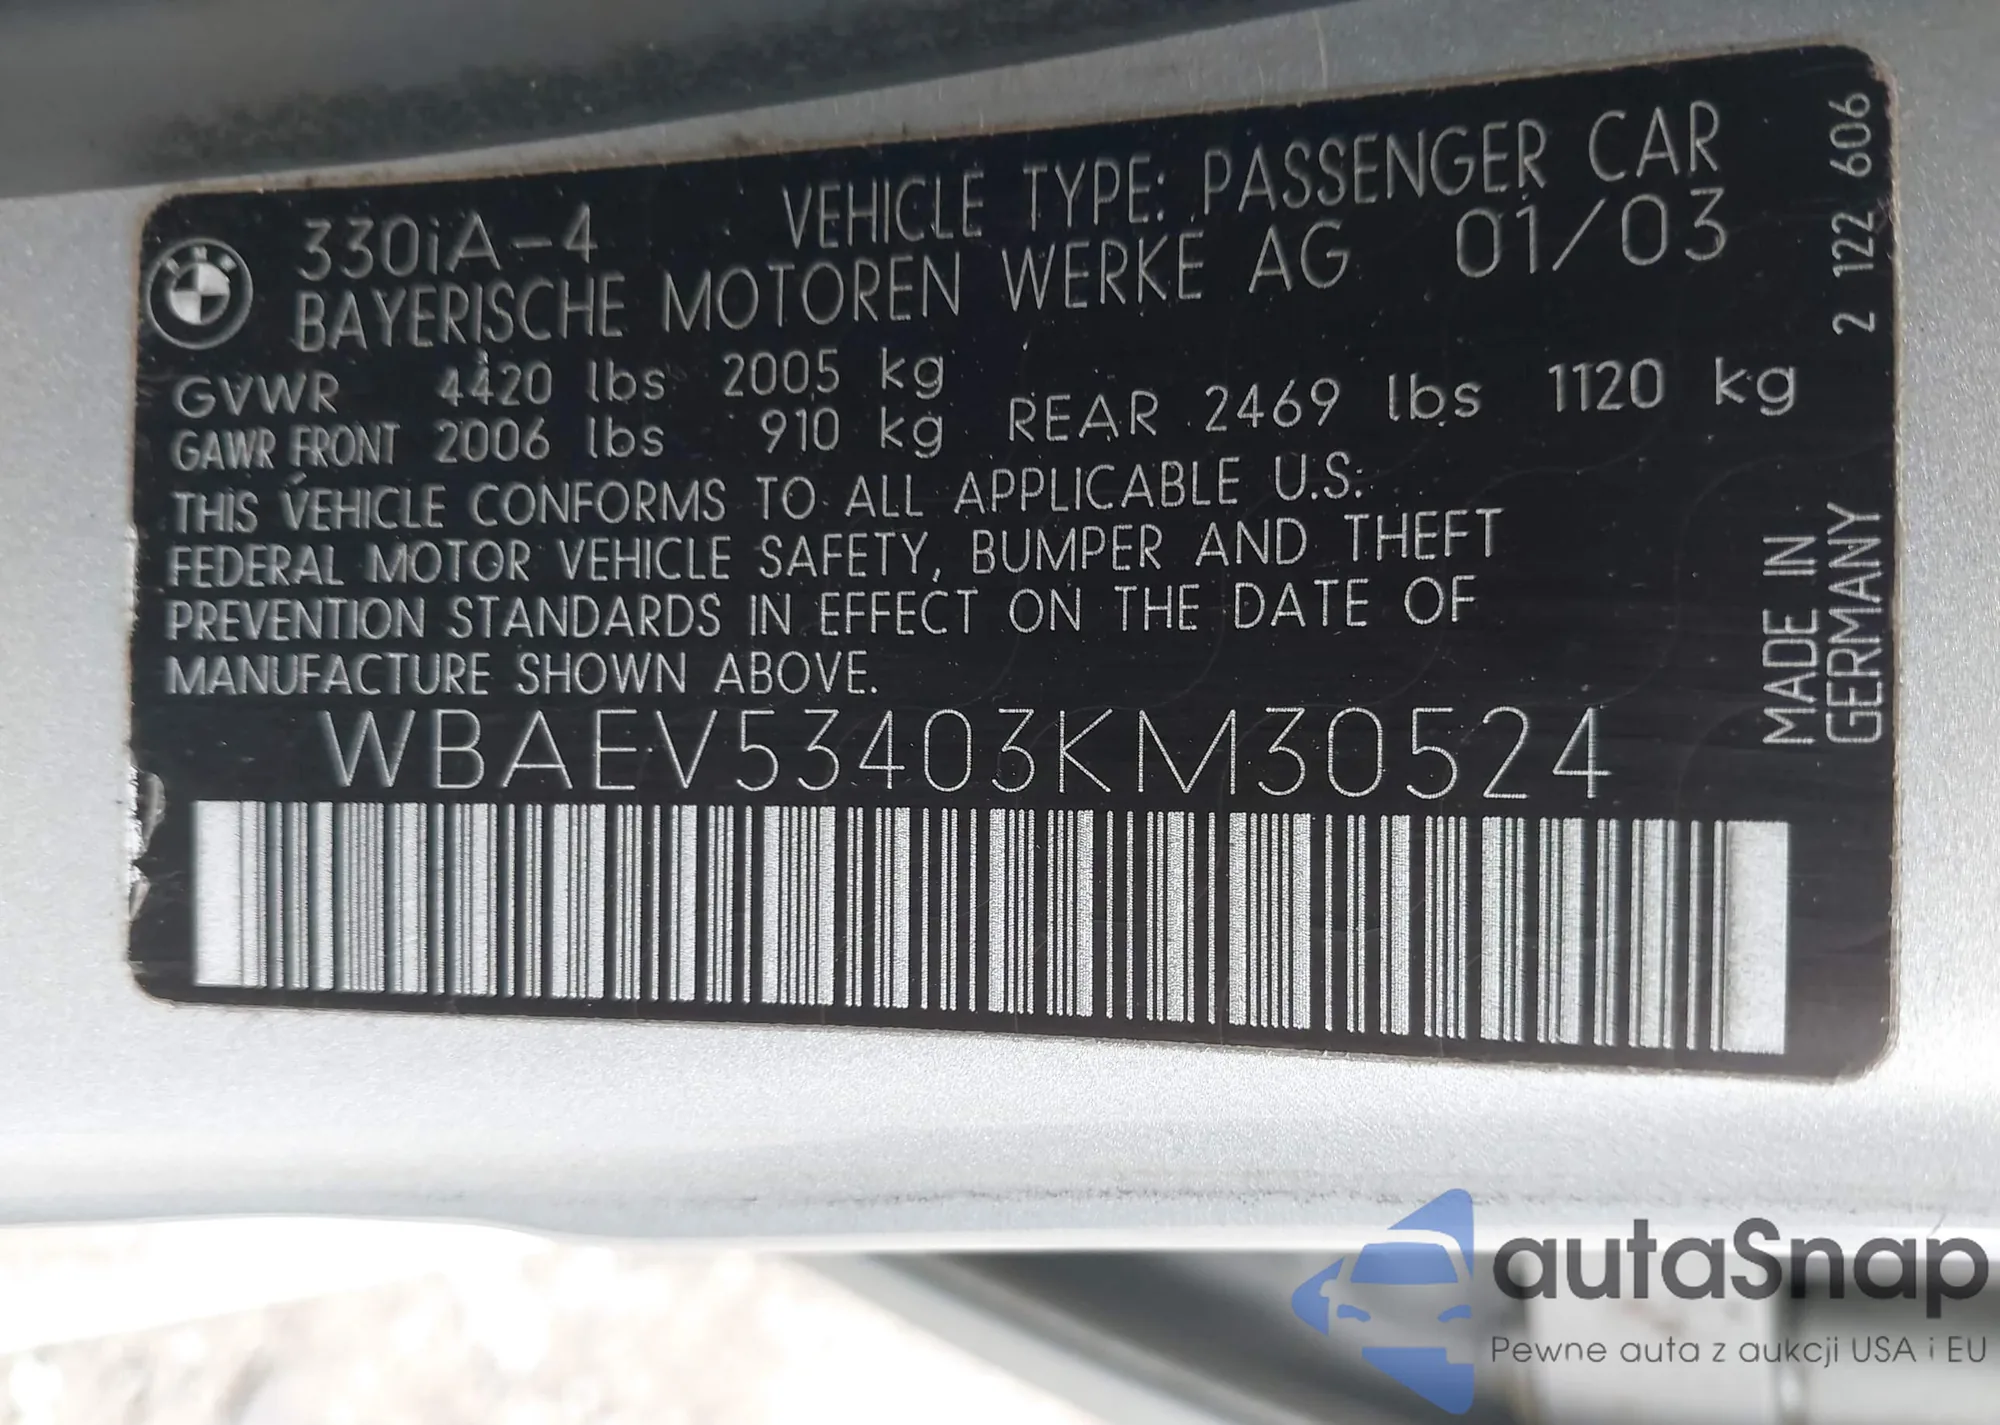 330iA-4 VEHICLE TYPE: PASSENGER CAR
BMW
BAYERISCHE MOTOREN WERKE AG 01/03
GVWR 4420 lbs 2005 kg
GAWR FRONT 2006 lbs 910 kg REAR 2469 lbs 1120 kg
THIS VEHICLE CONFORMS TO ALL APPLICABLE U.S.
FEDERAL MOTOR VEHICLE SAFETY, BUMPER AND THEFT
PREVENTION STANDARDS IN EFFECT ON THE DATE OF
MANUFACTURE SHOWN ABOVE.
WBAEV53403KM30524
2 122 606
MADE IN
GERMANY
autaSnap
Pewne auta z aukcji USA i EU